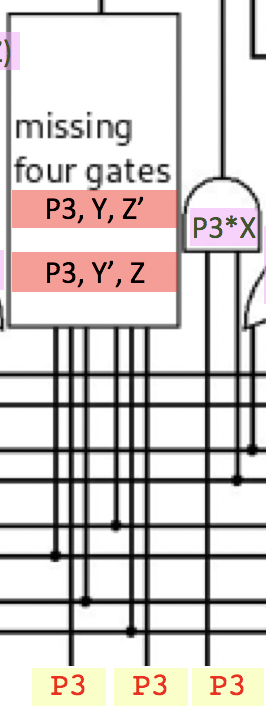 Z)
missing
four gates
P3, Y, Z’
P3*X
P3, Y’, Z
P3
P3
P3